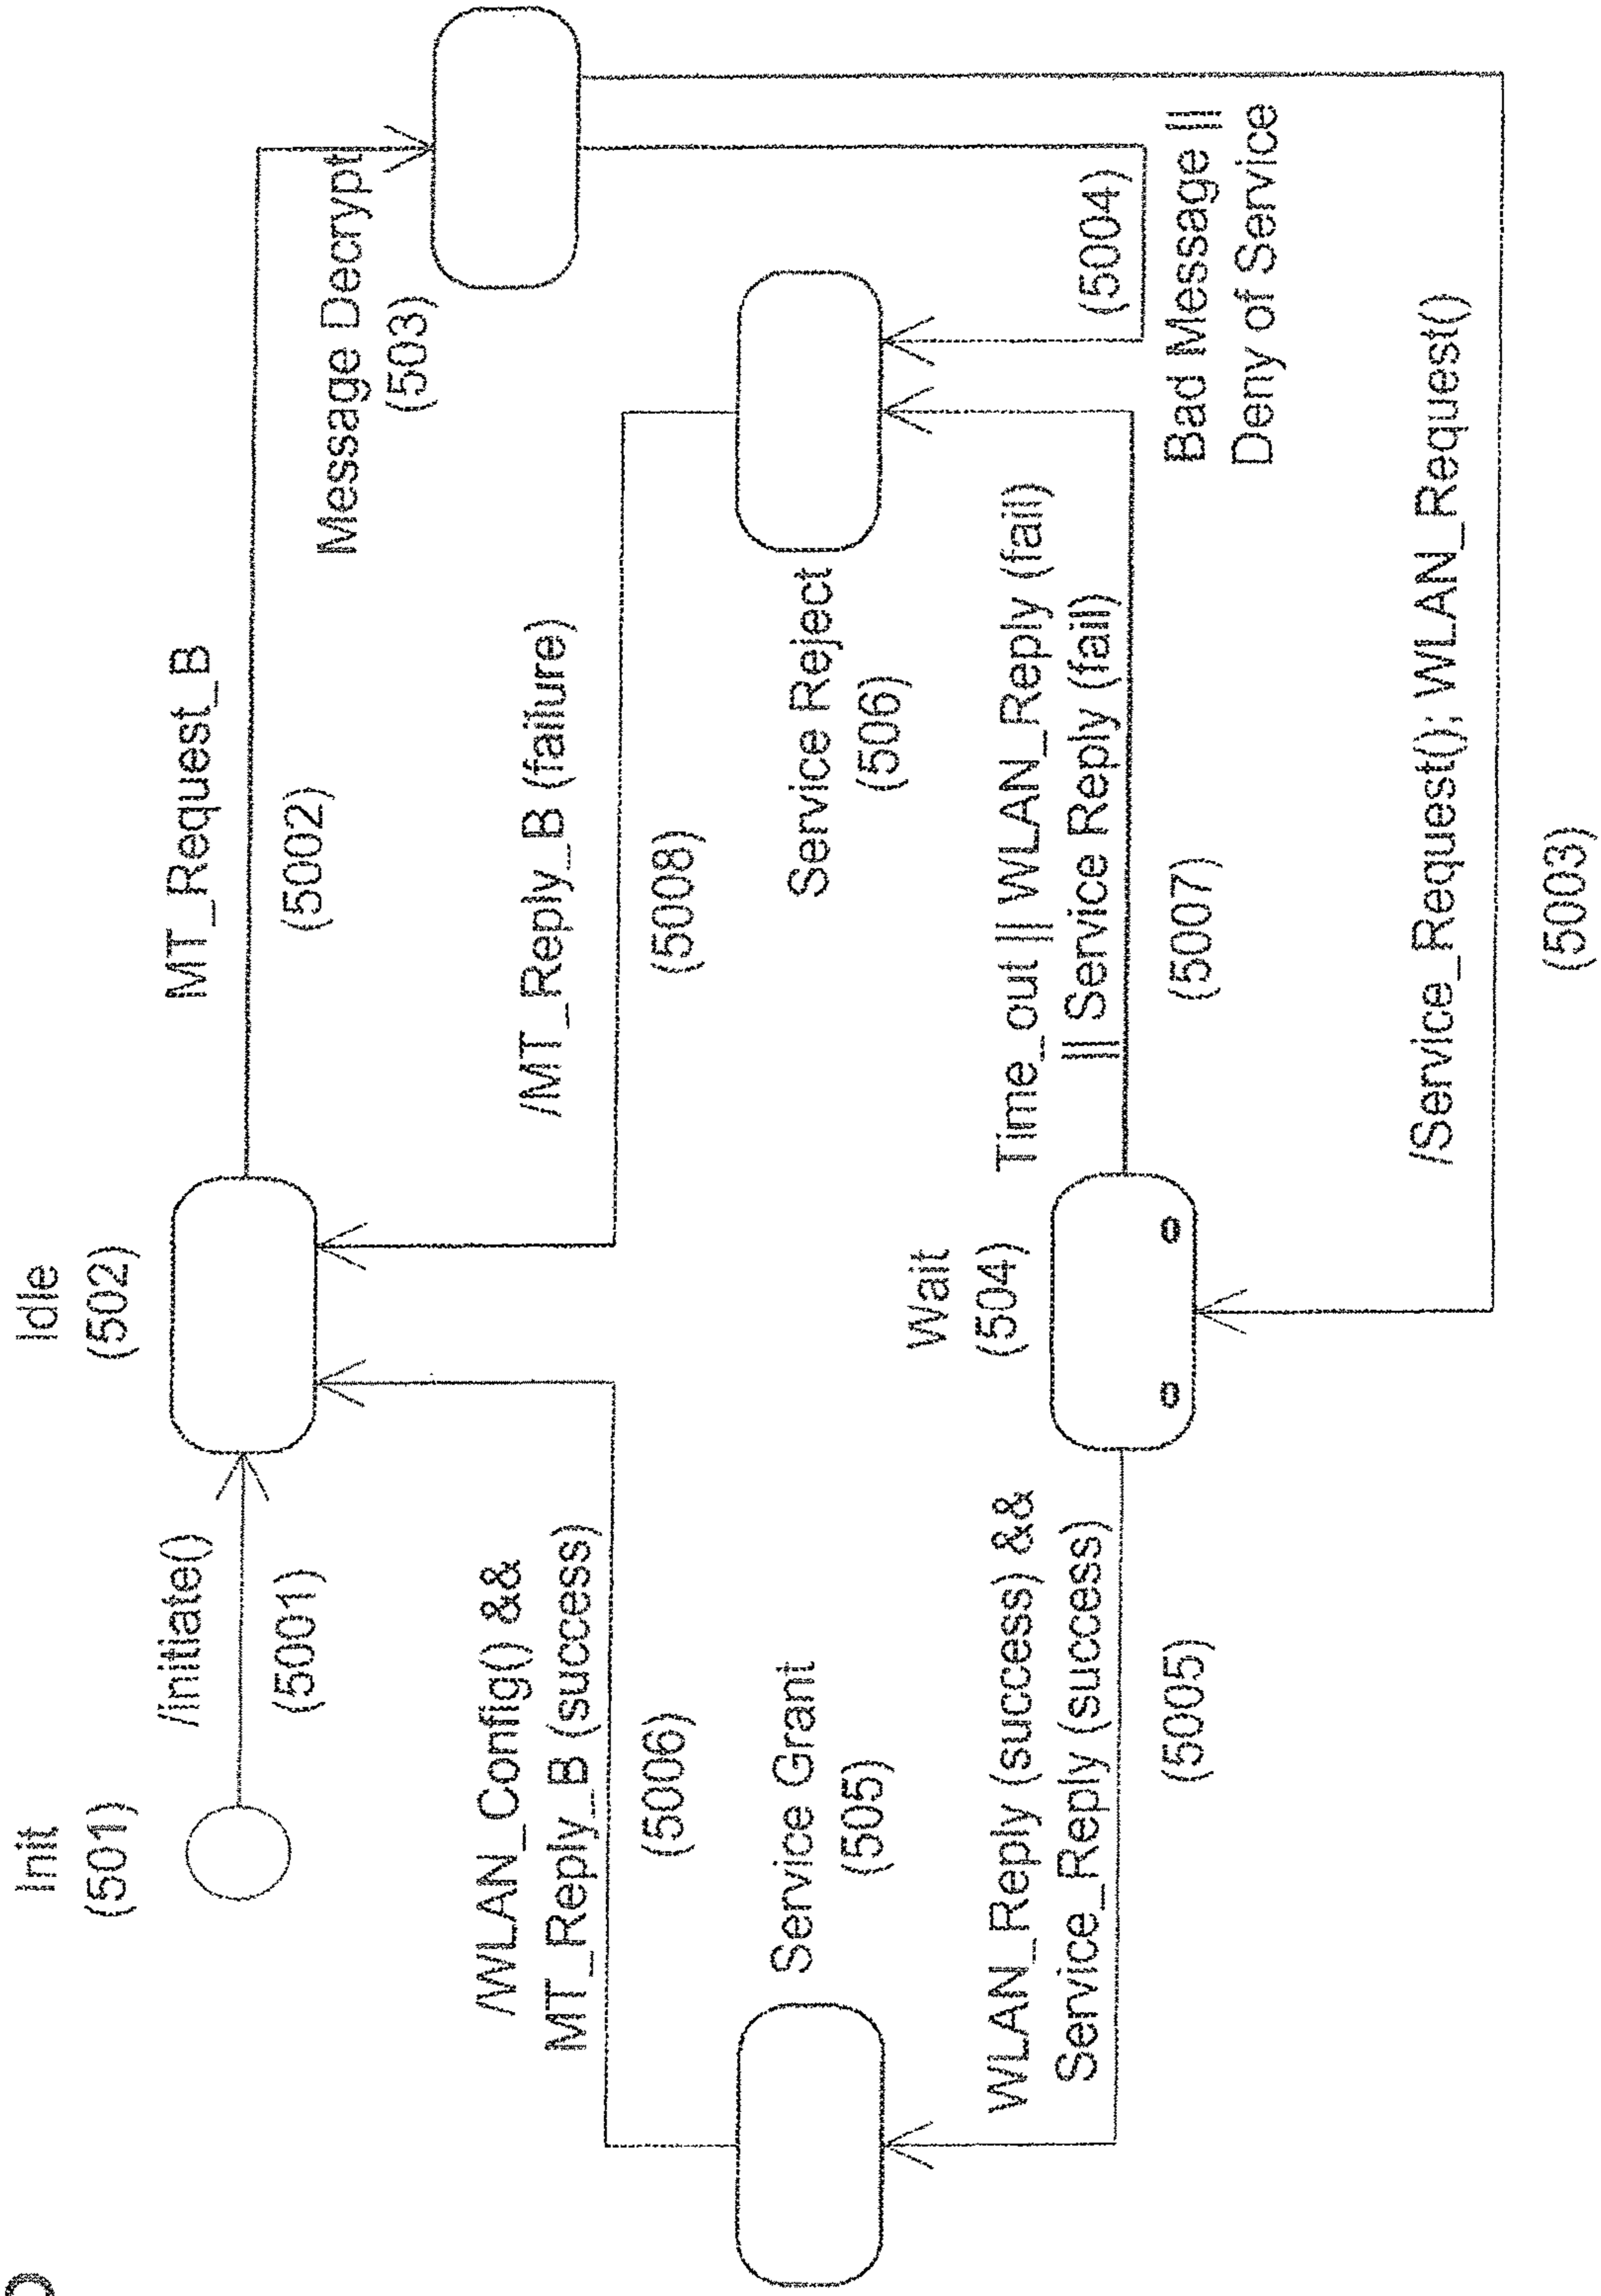 Init
(501)
/initiate()
(5001)
Idle
(502)
MT_Request_B
(5002)
Message Decrypt
(503)
/WLAN_Config() &&
MT_Reply_B (success)
(5006)
/MT_Reply_B (failure)
(5008)
Service Grant
(505)
Service Reject
(506)
Wait
(504)
WLAN_Reply (success) &&
Service_Reply (success)
(5005)
Time_out || WLAN_Reply (fail)
|| Service Reply (fail)
(5007)
(5004)
Bad Message ||
Deny of Service
/Service_Request(); WLAN_Request()
(5003)